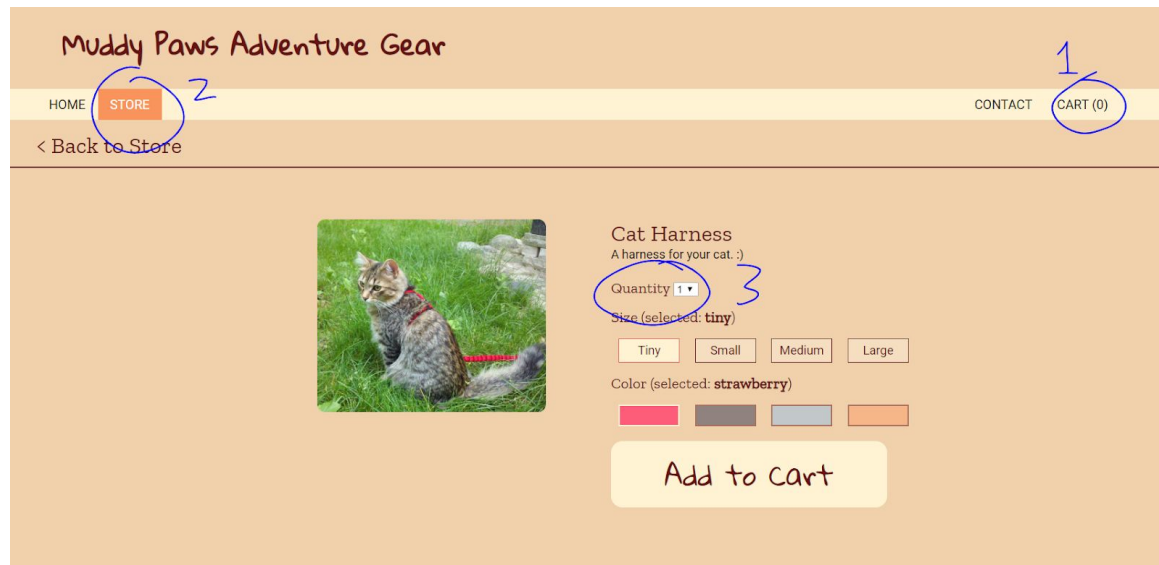 Muddy Paws Adventure Gear
1
2
HOME STORE CONTACT CART (0)
< Back to Store
Cat Harness
A harness for your cat. :)
Quantity 1
3
Size (selected: tiny)
Tiny Small Medium Large
Color (selected: strawberry)
Add to Cart